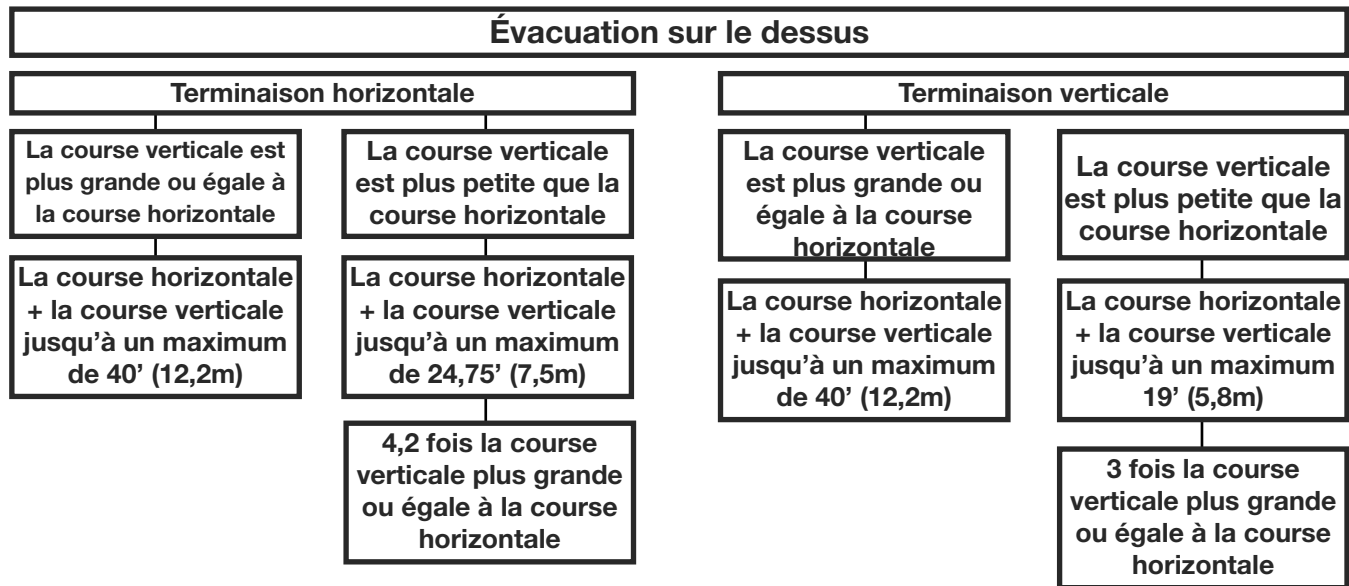 Évacuation sur le dessus
Terminaison horizontale
La course verticale est
plus grande ou égale à
la course horizontale
La course horizontale
+ la course verticale
jusqu'à un maximum
de 40’ (12,2m)
La course verticale
est plus petite que la
course horizontale
La course horizontale
+ la course verticale
jusqu'à un maximum
de 24,75’ (7,5m)
4,2 fois la course
verticale plus grande
ou égale à la course
horizontale
Terminaison verticale
La course verticale
est plus grande ou
égale à la course
horizontale
La course horizontale
+ la course verticale
jusqu'à un maximum
de 40’ (12,2m)
La course verticale
est plus petite que la
course horizontale
La course horizontale
+ la course verticale
jusqu'à un maximum
19’ (5,8m)
3 fois la course
verticale plus grande
ou égale à la course
horizontale